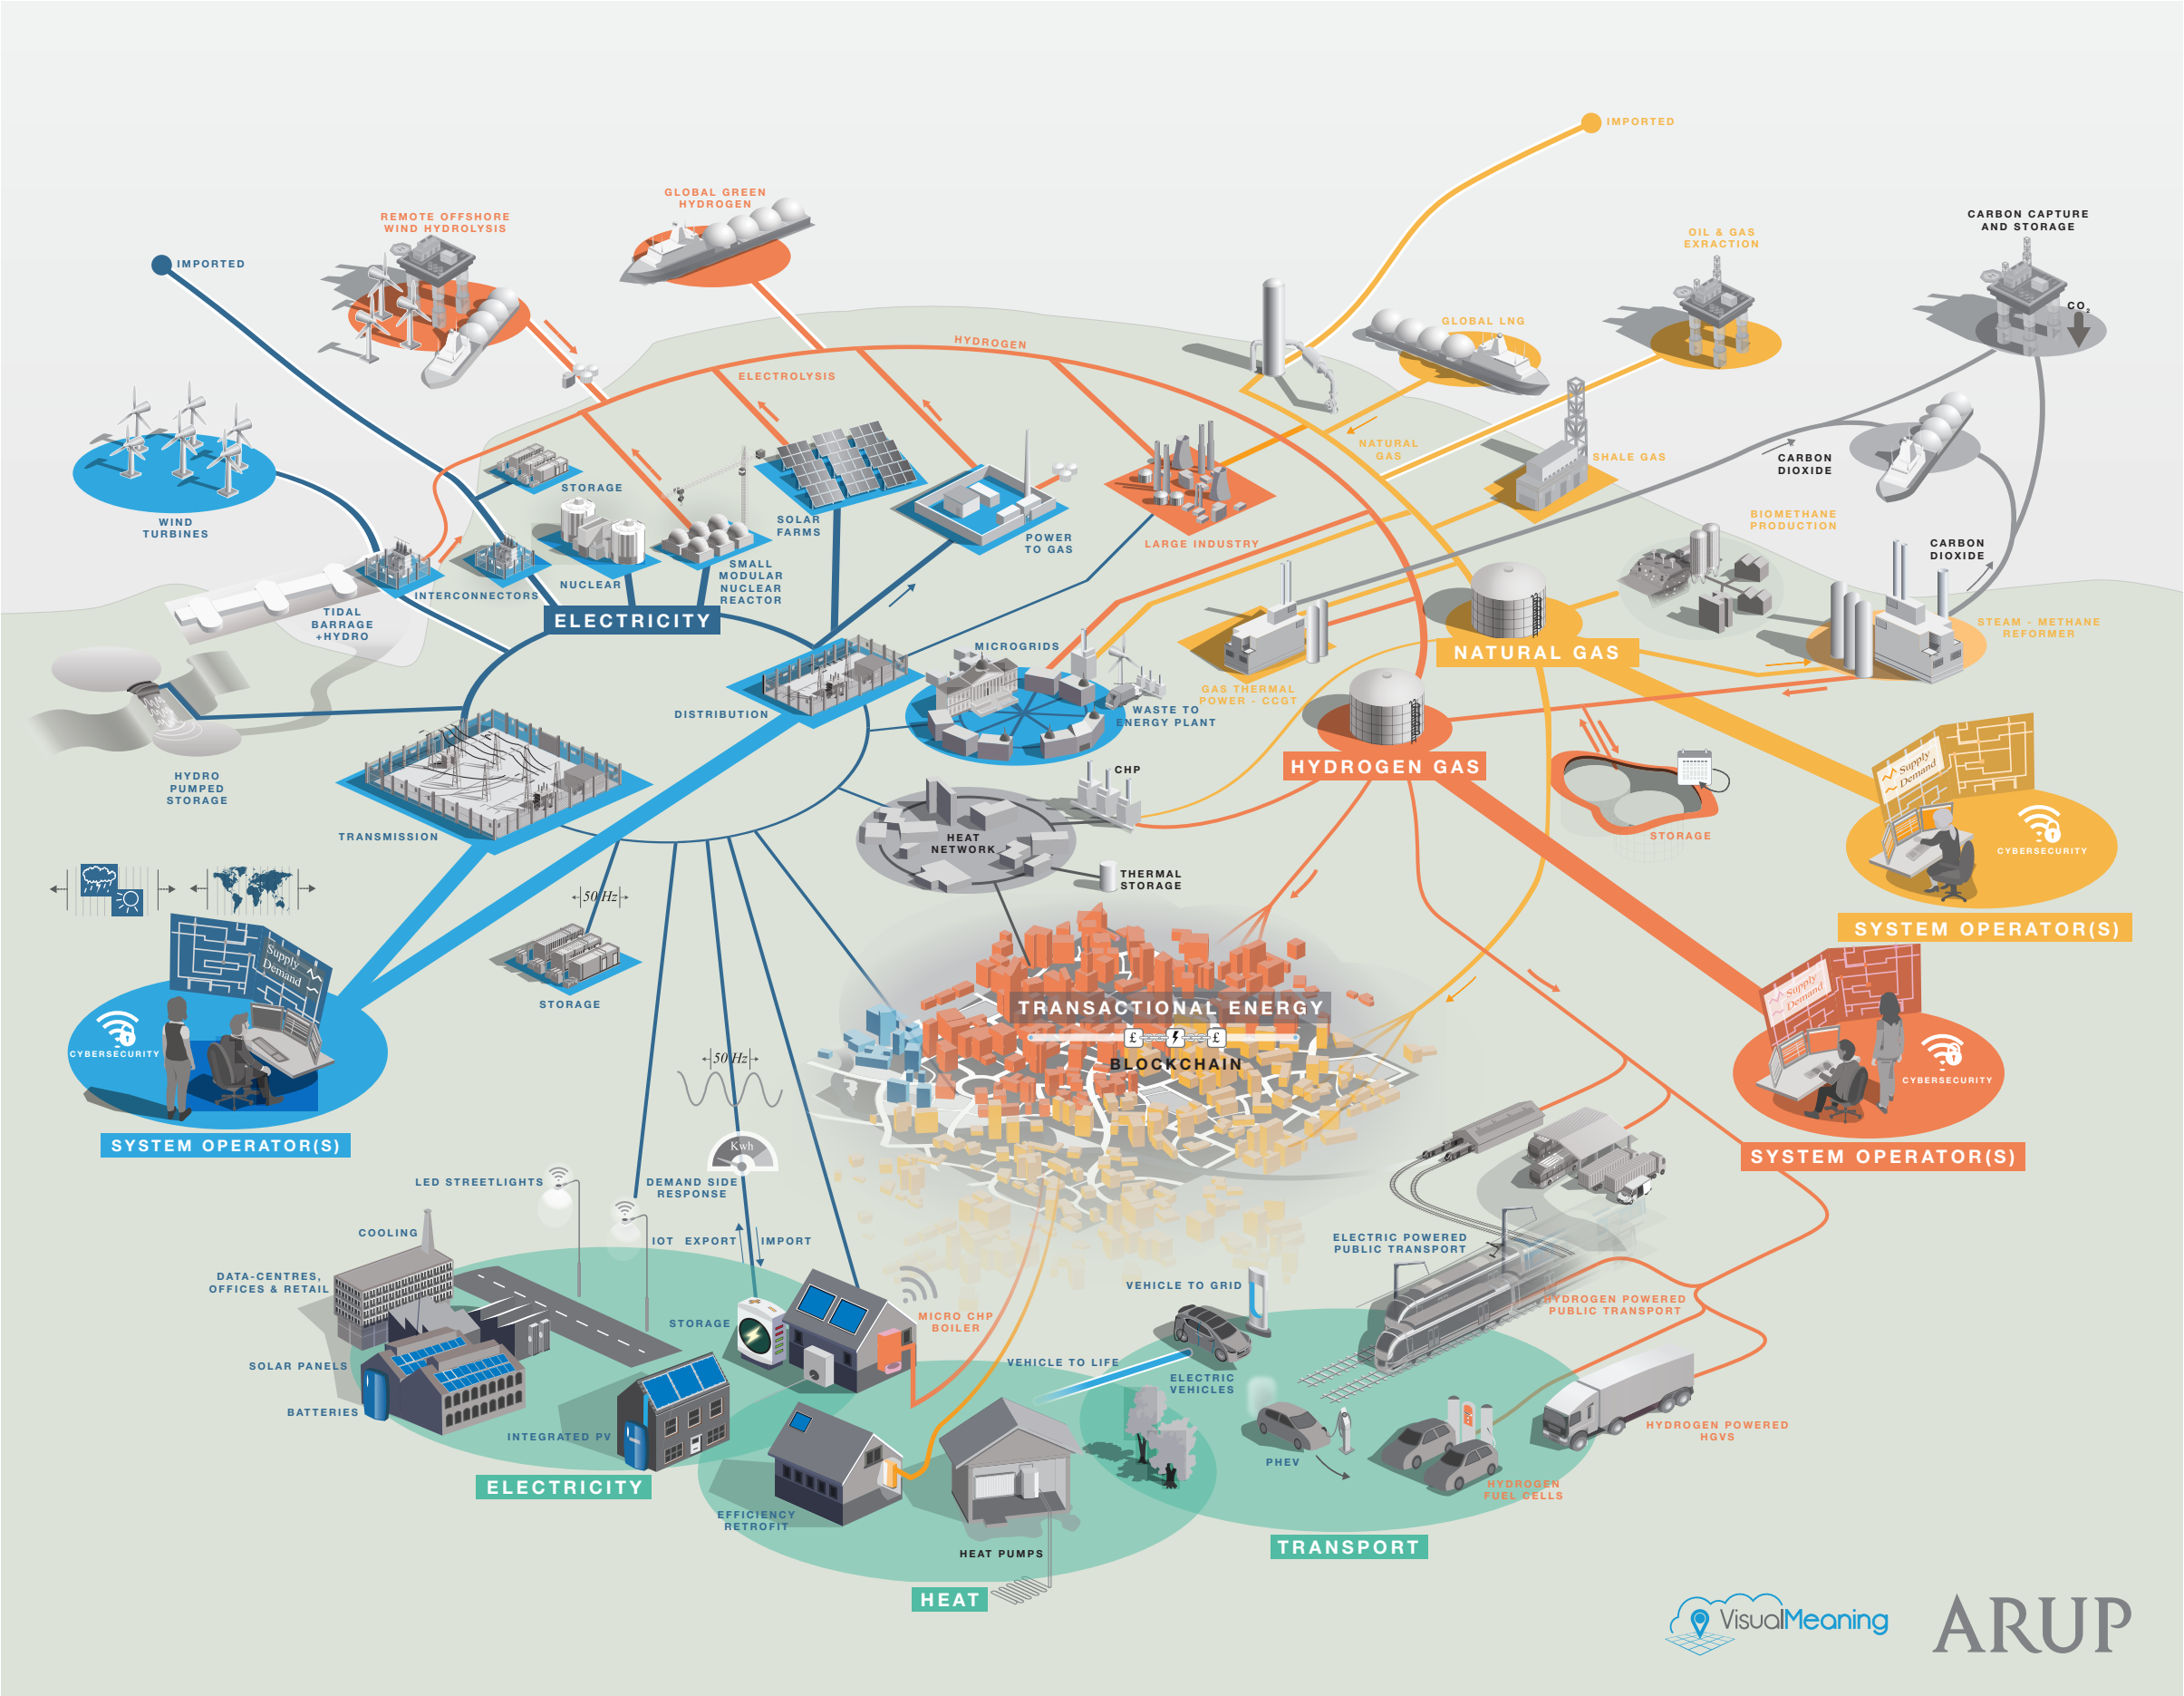 IMPORTED
GLOBAL GREEN
HYDROGEN
REMOTE OFFSHORE
WIND HYDROLYSIS
CARBON CAPTURE
AND STORAGE
OIL & GAS
EXRACTION
IMPORTED
CO2
GLOBAL LNG
HYDROGEN
ELECTROLYSIS
NATURAL
GAS
SHALE GAS
CARBON
DIOXIDE
STORAGE
WIND
TURBINES
SOLAR
FARMS
POWER
TO GAS
LARGE INDUSTRY
BIOMETHANE
PRODUCTION
CARBON
DIOXIDE
NUCLEAR
SMALL
MODULAR
NUCLEAR
REACTOR
INTERCONNECTORS
TIDAL
BARRAGE
+HYDRO
ELECTRICITY
MICROGRIDS
NATURAL GAS
STEAM - METHANE
REFORMER
GAS THERMAL
POWER - CCGT
DISTRIBUTION
WASTE TO
ENERGY PLANT
HYDRO
PUMPED
STORAGE
HYDROGEN GAS
CHP
Supply
Demand
TRANSMISSION
HEAT
NETWORK
STORAGE
CYBERSECURITY
THERMAL
STORAGE
50 Hz
SYSTEM OPERATOR(S)
Supply
Demand
STORAGE
TRANSACTIONAL ENERGY
£
£
BLOCKCHAIN
Supply
Demand
CYBERSECURITY
CYBERSECURITY
50 Hz
SYSTEM OPERATOR(S)
SYSTEM OPERATOR(S)
Kwh
LED STREETLIGHTS
DEMAND SIDE
RESPONSE
COOLING
IOT
EXPORT
IMPORT
ELECTRIC POWERED
PUBLIC TRANSPORT
DATA-CENTRES,
OFFICES & RETAIL
VEHICLE TO GRID
HYDROGEN POWERED
PUBLIC TRANSPORT
STORAGE
MICRO CHP
BOILER
SOLAR PANELS
VEHICLE TO LIFE
ELECTRIC
VEHICLES
BATTERIES
HYDROGEN POWERED
HGVS
INTEGRATED PV
PHEV
ELECTRICITY
HYDROGEN
FUEL CELLS
EFFICIENCY
RETROFIT
HEAT PUMPS
TRANSPORT
HEAT
VisualMeaning
ARUP